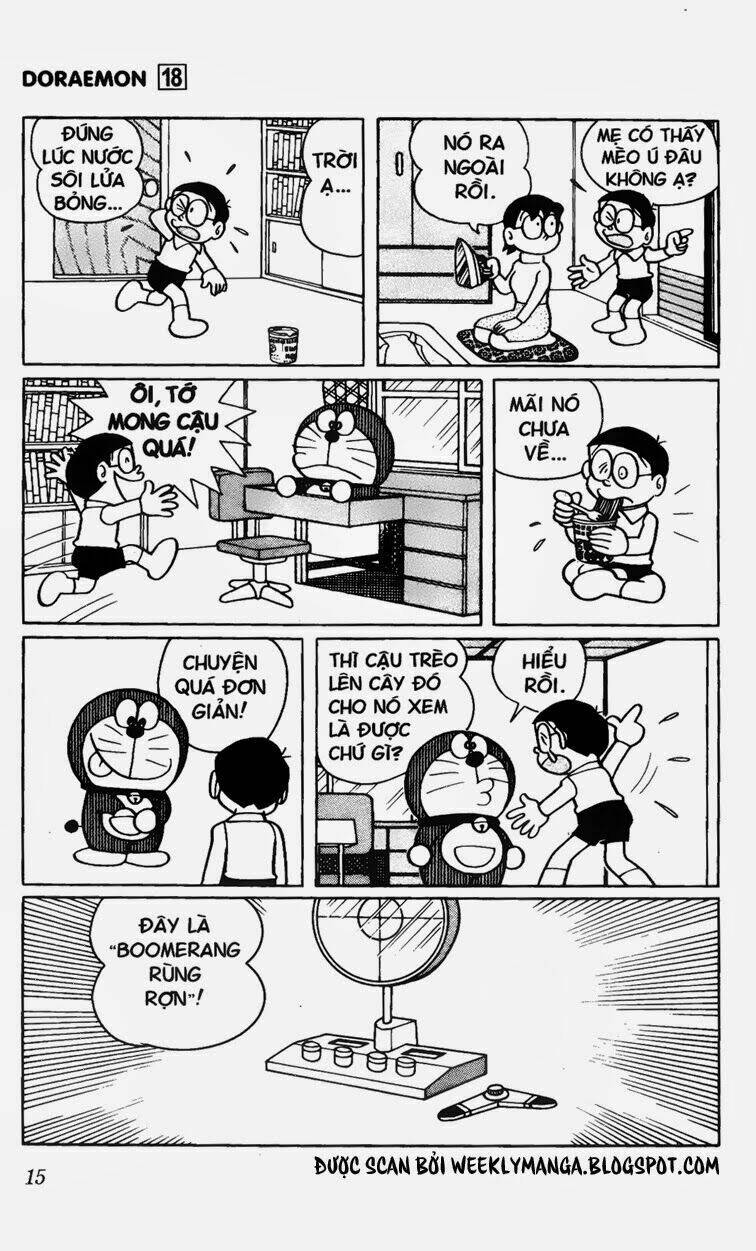 DORAEMON 18
MẸ CÓ THẤY
MÈO Ú ĐÂU
KHÔNG Ạ?
NÓ RA
NGOÀI
RỒI.
TRỜI
Ạ...
ĐÚNG
LÚC NƯỚC
SÔI LỬA
BỎNG...
MÃI NÓ
CHƯA
VỀ...
ÔI, TỚ
MONG CẬU
QUÁ!
HIỂU
RỒI.
THÌ CẬU TRÈO
LÊN CÂY ĐÓ
CHO NÓ XEM
LÀ ĐƯỢC
CHỨ GÌ?
CHUYỆN
QUÁ ĐƠN
GIẢN!
ĐÂY LÀ
“BOOMERANG
RÙNG
RỢN”!
15
ĐƯỢC SCAN BỞI WEEKLYMANGA.BLOGSPOT.COM